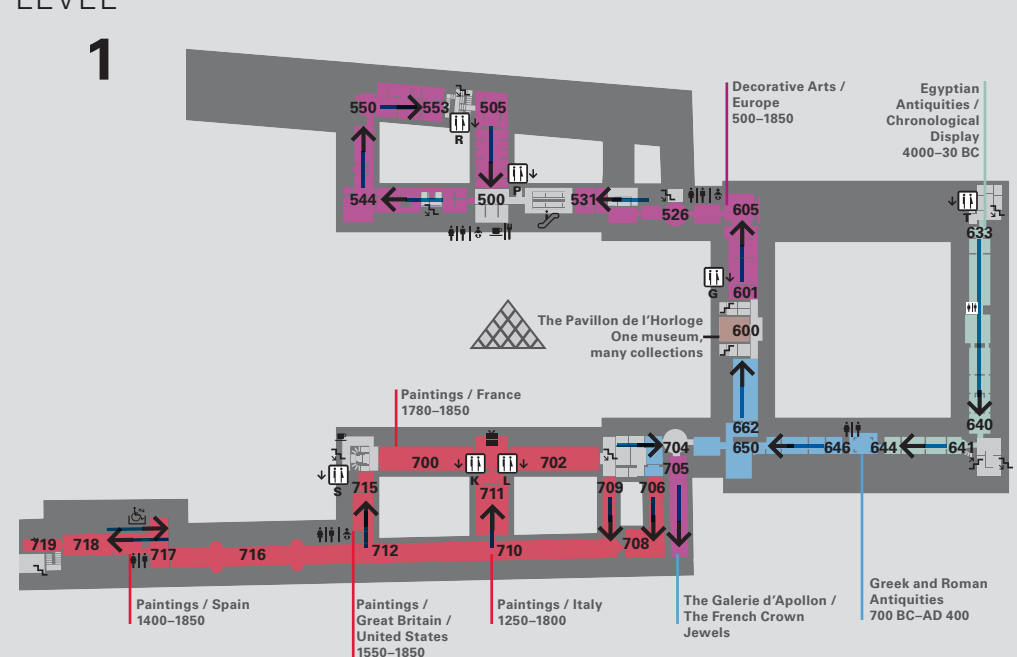 LEVEL
1
550
553
505
R
P
544
500
531
526
605
Decorative Arts /
Europe
500–1850
Egyptian
Antiquities /
Chronological
Display
4000–30 BC
T
633
G
601
The Pavillon de l'Horloge
One museum,
many collections
600
Paintings / France
1780–1850
662
640
700
702
704
650
646
644
641
K
L
S
705
715
711
709
706
719
718
717
716
712
710
708
Paintings / Spain
1400–1850
Paintings /
Great Britain /
United States
1550–1850
Paintings / Italy
1250–1800
The Galerie d'Apollon /
The French Crown
Jewels
Greek and Roman
Antiquities
700 BC–AD 400